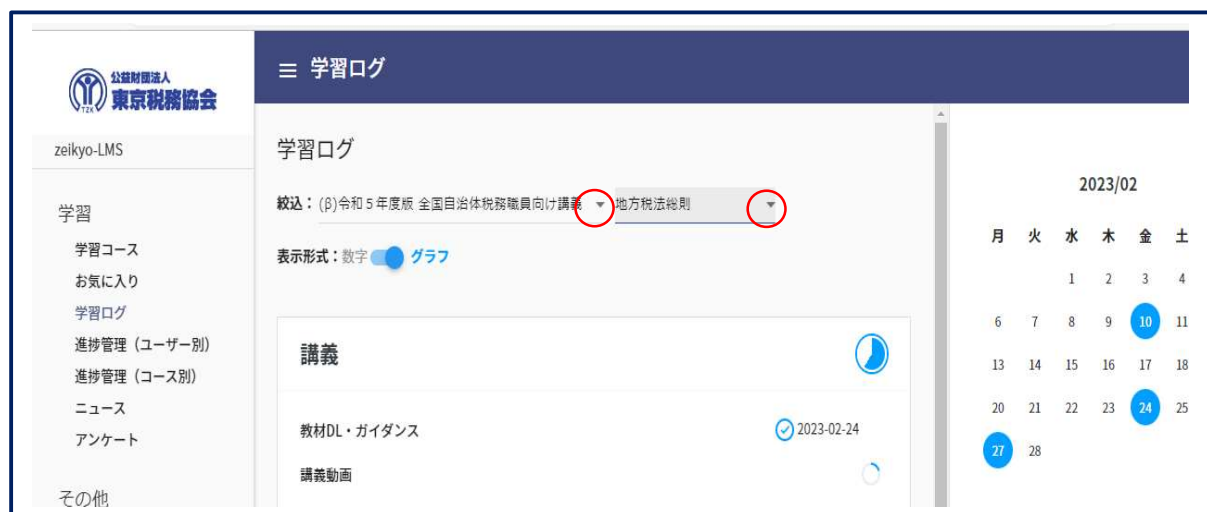 公益財団法人
東京税務協会
TZK
zeikyo-LMS
学習
学習コース
お気に入り
学習ログ
進捗管理（ユーザー別）
進捗管理（コース別）
ニュース
アンケート
その他
≡ 学習ログ
学習ログ
絞込： (β)令和５年度版 全国自治体税務職員向け講義 地方税法総則
表示形式：数字 グラフ
講義
教材DL・ガイダンス 2023-02-24
講義動画
2023/02
月 火 水 木 金 土
1 2 3 4
6 7 8 9 10 11
13 14 15 16 17 18
20 21 22 23 24 25
27 28